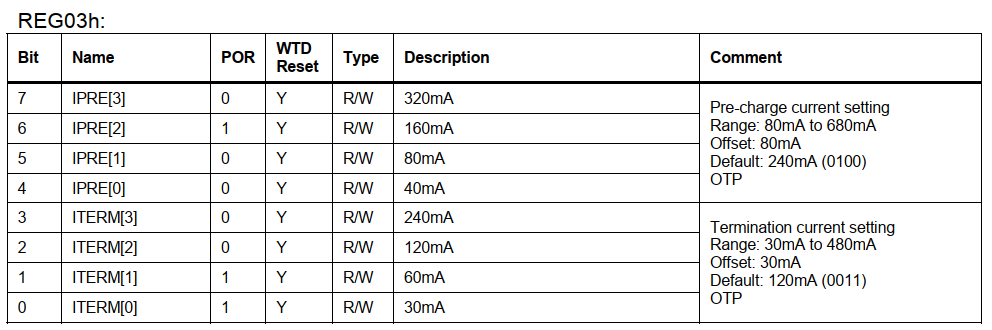 REG03h:
Bit Name POR WTD Reset Type Description Comment
7 IPRE[3] 0 Y R/W 320mA
6 IPRE[2] 1 Y R/W 160mA
5 IPRE[1] 0 Y R/W 80mA
4 IPRE[0] 0 Y R/W 40mA
Pre-charge current setting
Range: 80mA to 680mA
Offset: 80mA
Default: 240mA (0100)
OTP
3 ITERM[3] 0 Y R/W 240mA
2 ITERM[2] 0 Y R/W 120mA
1 ITERM[1] 1 Y R/W 60mA
0 ITERM[0] 1 Y R/W 30mA
Termination current setting
Range: 30mA to 480mA
Offset: 30mA
Default: 120mA (0011)
OTP